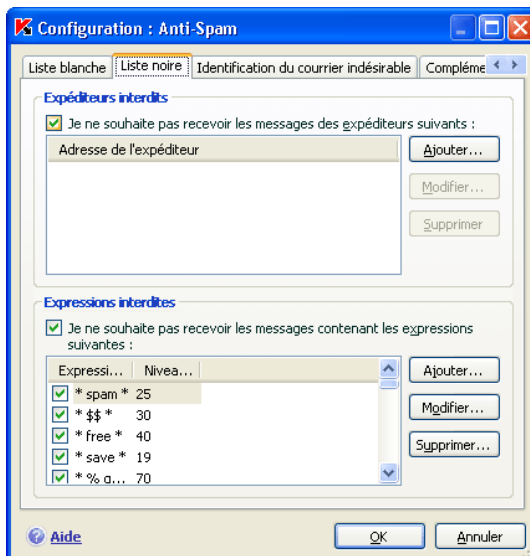 Configuration : Anti-Spam
Liste blanche Liste noire Identification du courrier indésirable Compléme
Expéditeurs interdits
Je ne souhaite pas recevoir les messages des expéditeurs suivants :
Adresse de l'expéditeur
Ajouter...
Modifier...
Supprimer
Expressions interdites
Je ne souhaite pas recevoir les messages contenant les expressions
suivantes :
Expressi... Nivea...
* spam * 25
* $$ * 30
* free * 40
* save * 19
* % g... 70
Ajouter...
Modifier...
Supprimer...
Aide
OK
Annuler